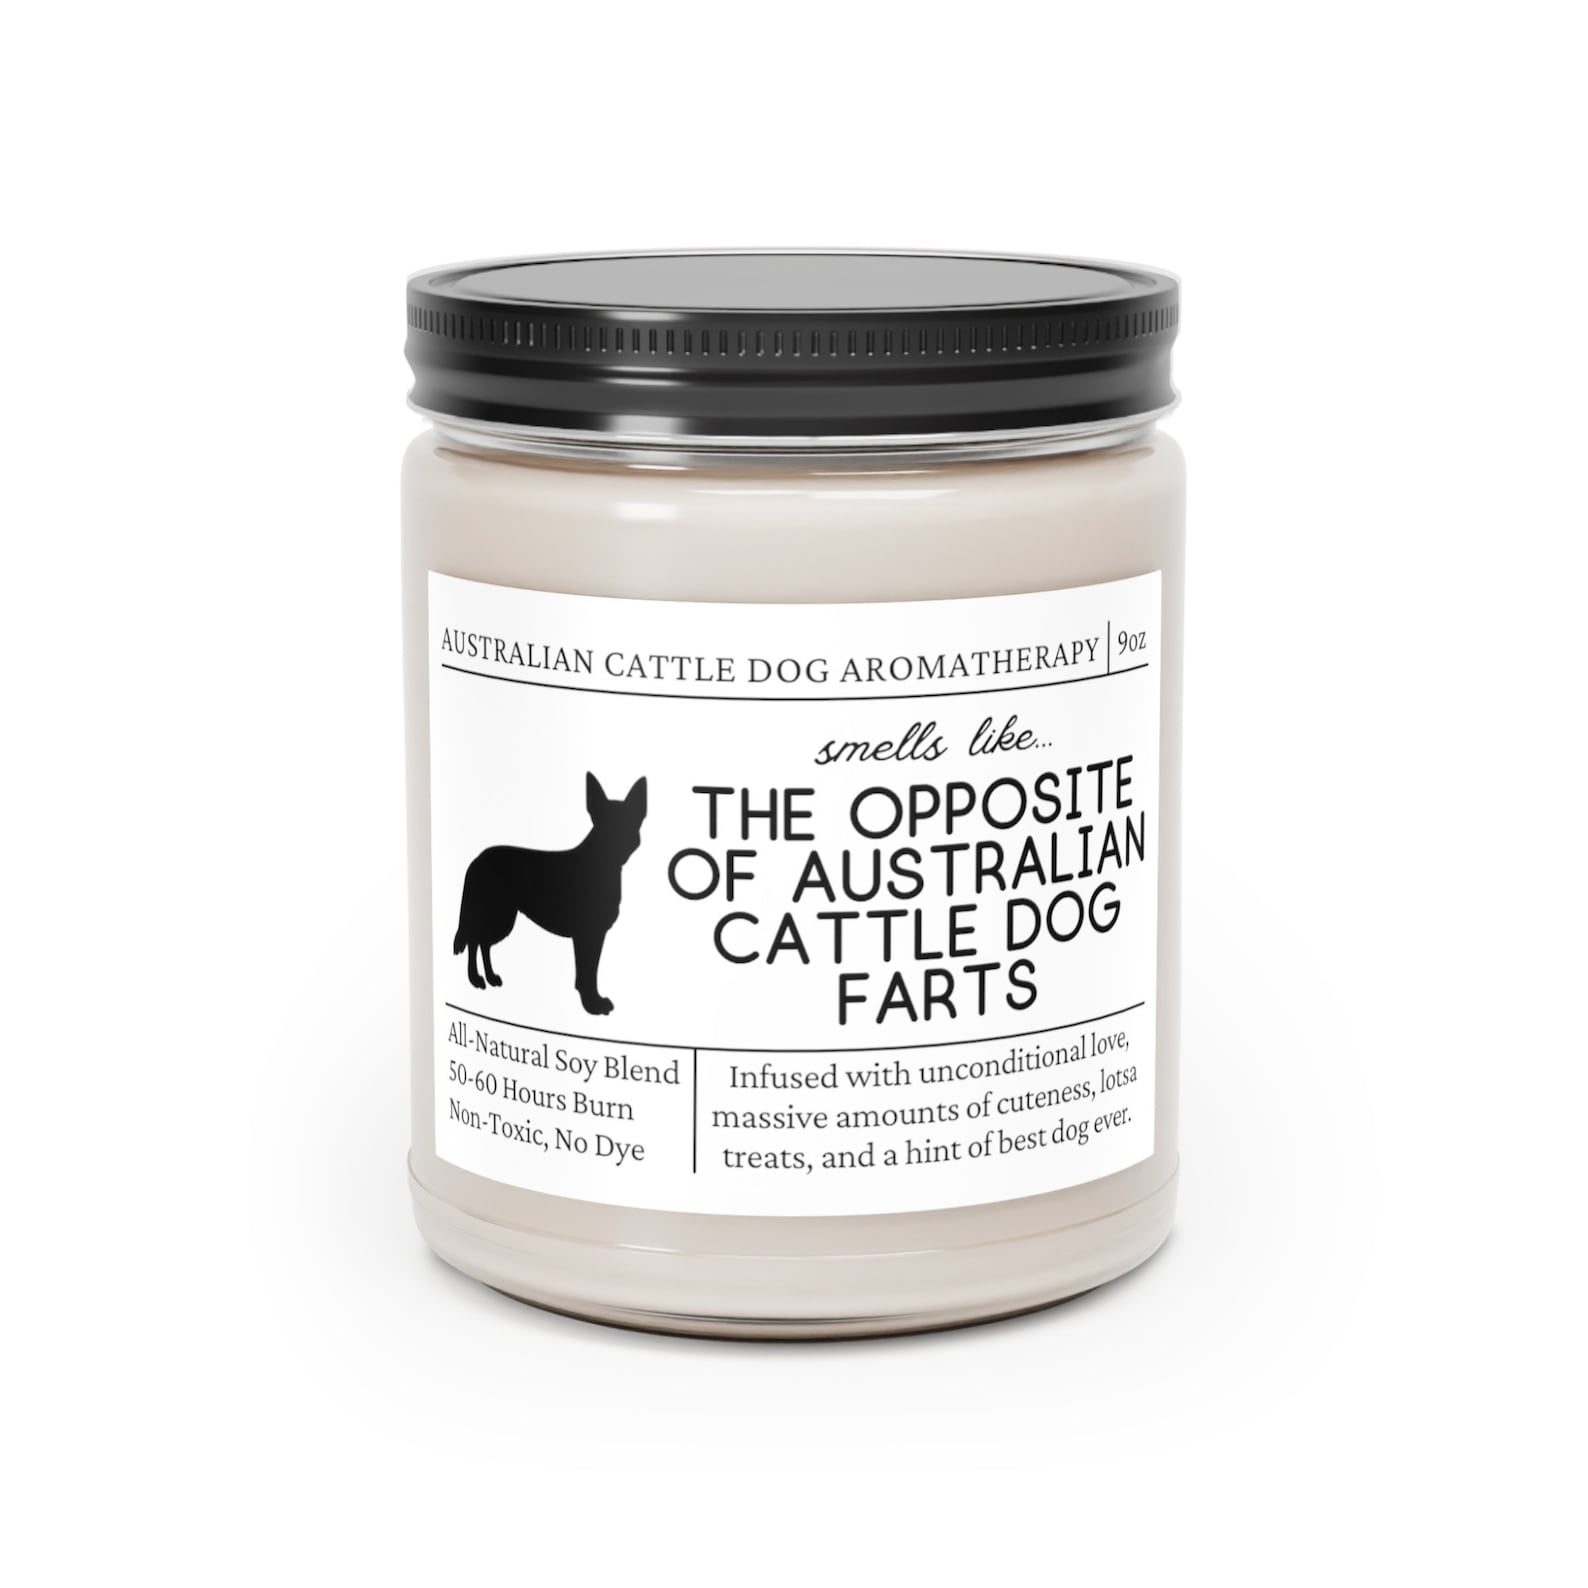 AUSTRALIAN CATTLE DOG AROMATHERAPY | 9oz
smells like...
THE OPPOSITE
OF AUSTRALIAN
CATTLE DOG
FARTS
All-Natural Soy Blend
50-60 Hours Burn
Non-Toxic, No Dye
Infused with unconditional love,
massive amounts of cuteness, lotsa
treats, and a hint of best dog ever.